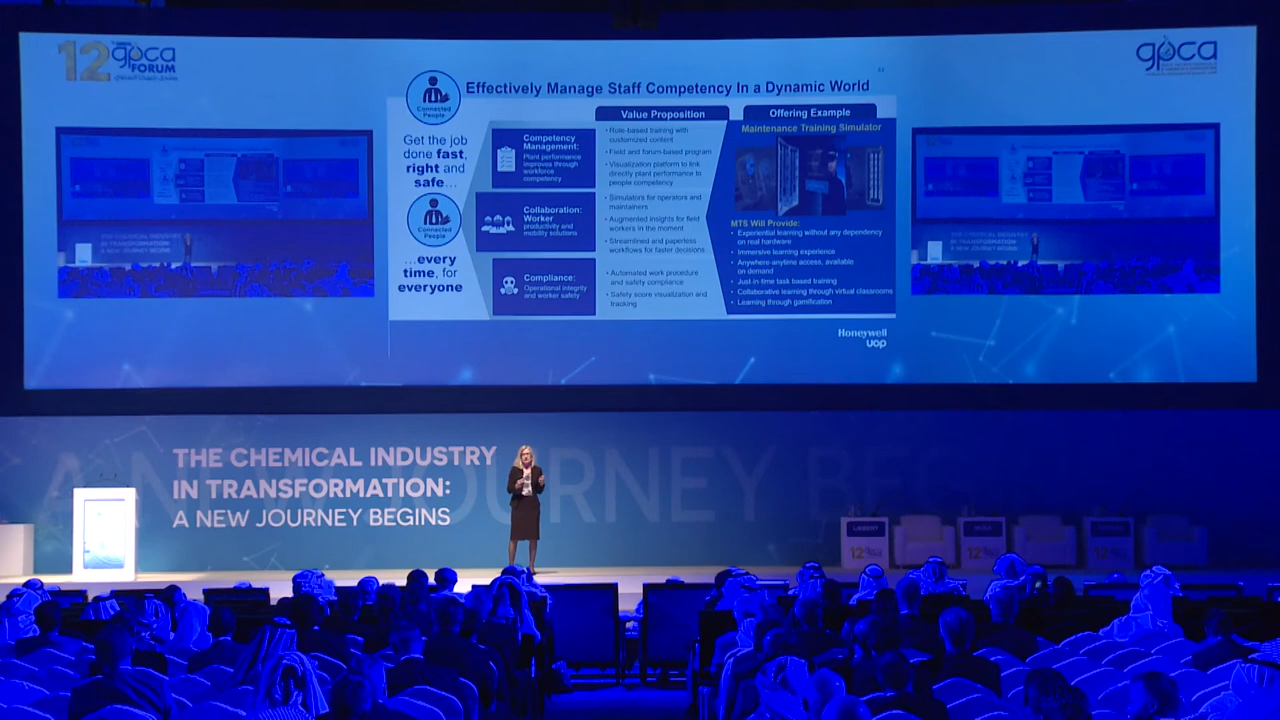 12
gpca
FORUM
gpca
Effectively Manage Staff Competency In a Dynamic World
Connected
People
Get the job
done fast,
right and
safe...
Connected
People
...every
time, for
everyone
Competency
Management:
Plant performance
improves through
workforce
competency
Collaboration:
Worker
productivity and
mobility solutions
Compliance:
Operational integrity
and worker safety
Value Proposition
• Role-based training with
customized content
• Field and forum-based program
• Visualization platform to link
directly plant performance to
people competency
• Simulators for operators and
maintainers
• Augmented insights for field
workers in the moment
• Streamlined and paperless
workflows for faster decisions
• Automated work procedure
and safety compliance
• Safety score visualization and
tracking
Offering Example
Maintenance Training Simulator
MTS Will Provide:
• Experiential learning without any dependency
on real hardware
• Immersive learning experience
• Anywhere-anytime access, available
on demand
• Just-in-time task based training
• Collaborative learning through virtual classrooms
• Learning through gamification
Honeywell
uop
THE CHEMICAL INDUSTRY
IN TRANSFORMATION:
A NEW JOURNEY BEGINS
12 gpca
12 gpca
12 gpca